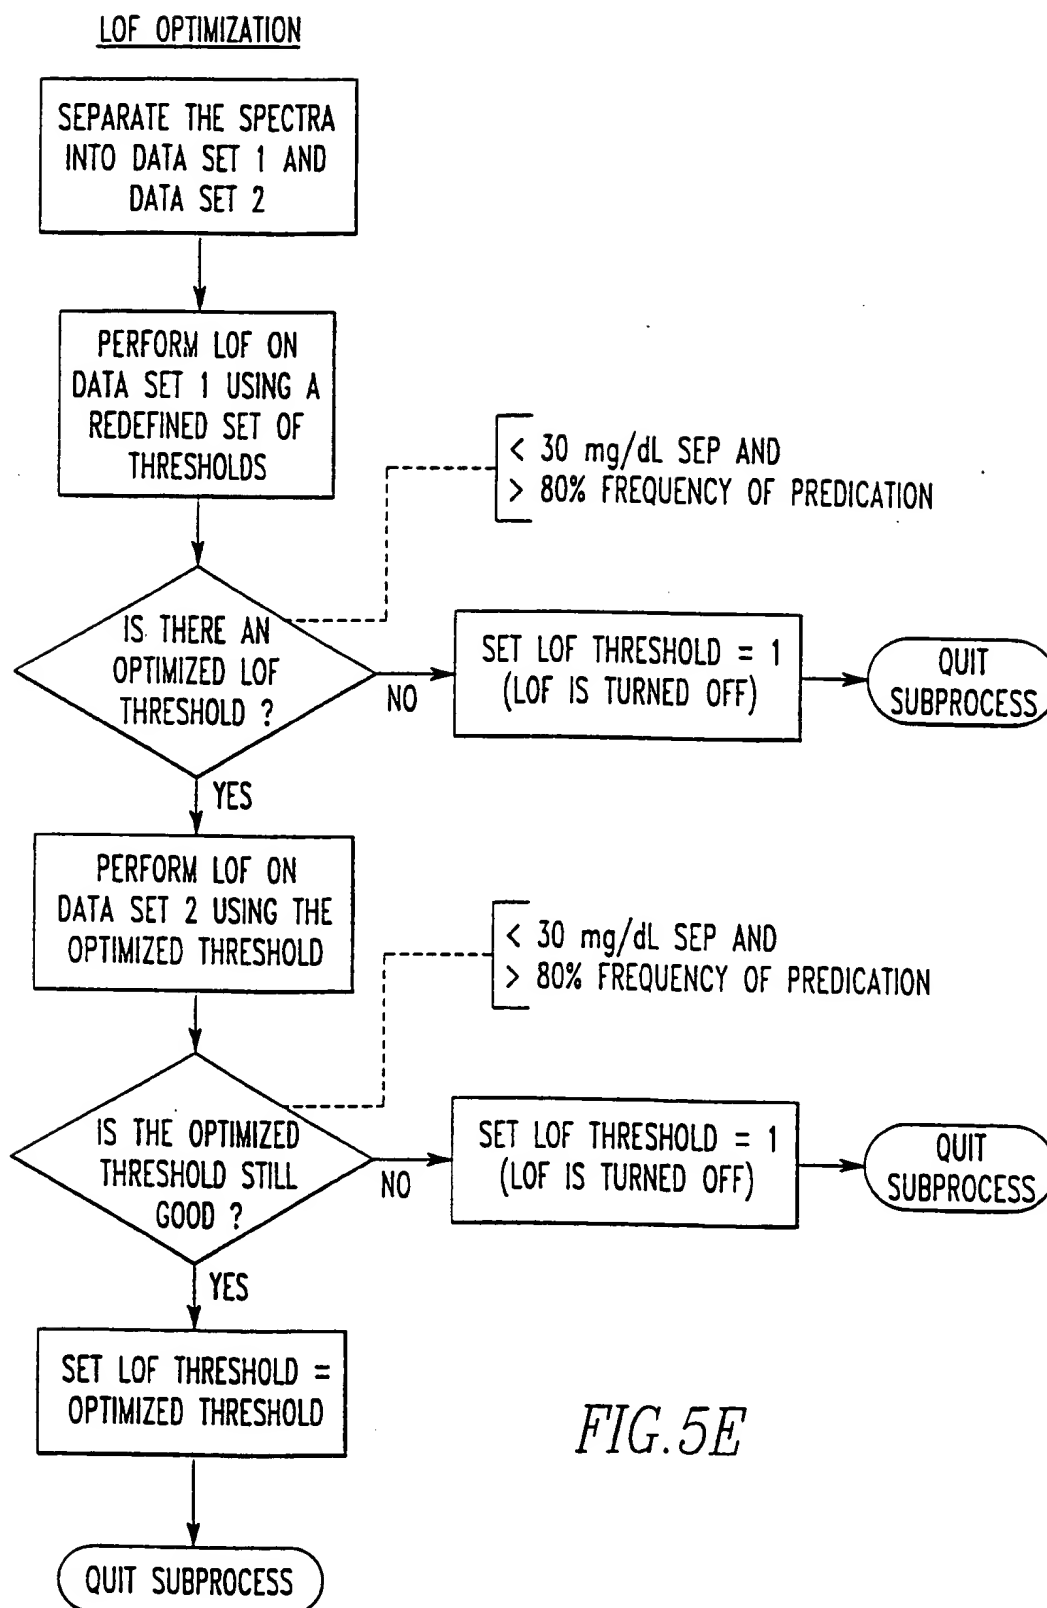 LOF OPTIMIZATION
SEPARATE THE SPECTRA
INTO DATA SET 1 AND
DATA SET 2
PERFORM LOF ON
DATA SET 1 USING A
REDEFINED SET OF
THRESHOLDS
< 30 mg/dL SEP AND
> 80% FREQUENCY OF PREDICATION
IS THERE AN
OPTIMIZED LOF
THRESHOLD ?
NO
SET LOF THRESHOLD = 1
(LOF IS TURNED OFF)
QUIT
SUBPROCESS
YES
PERFORM LOF ON
DATA SET 2 USING THE
OPTIMIZED THRESHOLD
< 30 mg/dL SEP AND
> 80% FREQUENCY OF PREDICATION
IS THE OPTIMIZED
THRESHOLD STILL
GOOD ?
NO
SET LOF THRESHOLD = 1
(LOF IS TURNED OFF)
QUIT
SUBPROCESS
YES
SET LOF THRESHOLD =
OPTIMIZED THRESHOLD
QUIT SUBPROCESS
FIG.5E